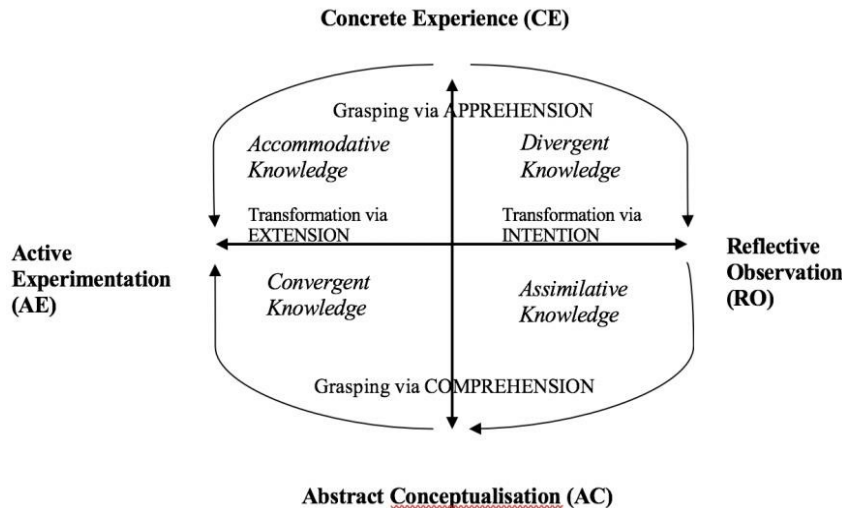 Concrete Experience (CE)
Grasping via APPREHENSION
Accommodative
Knowledge
Divergent
Knowledge
Transformation via
EXTENSION
Transformation via
INTENTION
Active
Experimentation
(AE)
Reflective
Observation
(RO)
Convergent
Knowledge
Assimilative
Knowledge
Grasping via COMPREHENSION
Abstract Conceptualisation (AC)